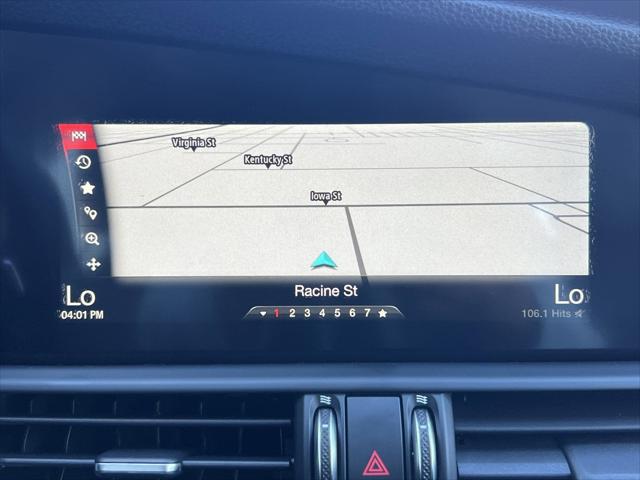 Virginia St
Kentucky St
Iowa St
Racine St
Lo
Lo
04:01 PM
1 2 3 4 5 6 7
106.1 Hits